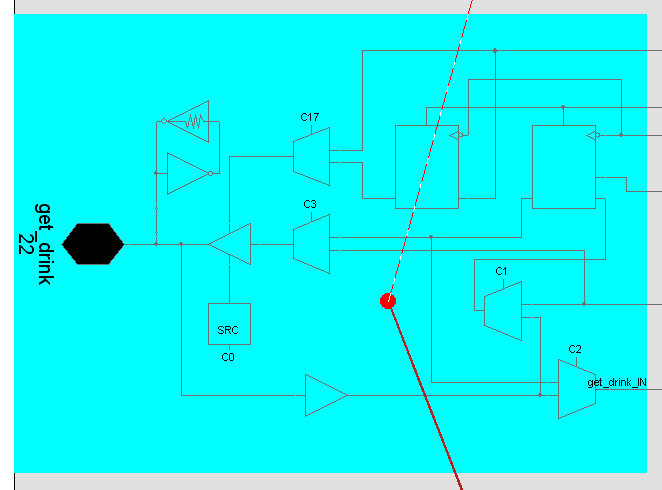 C17
get_drink
22
C3
C1
SRC
C0
C2
get_drink_IN